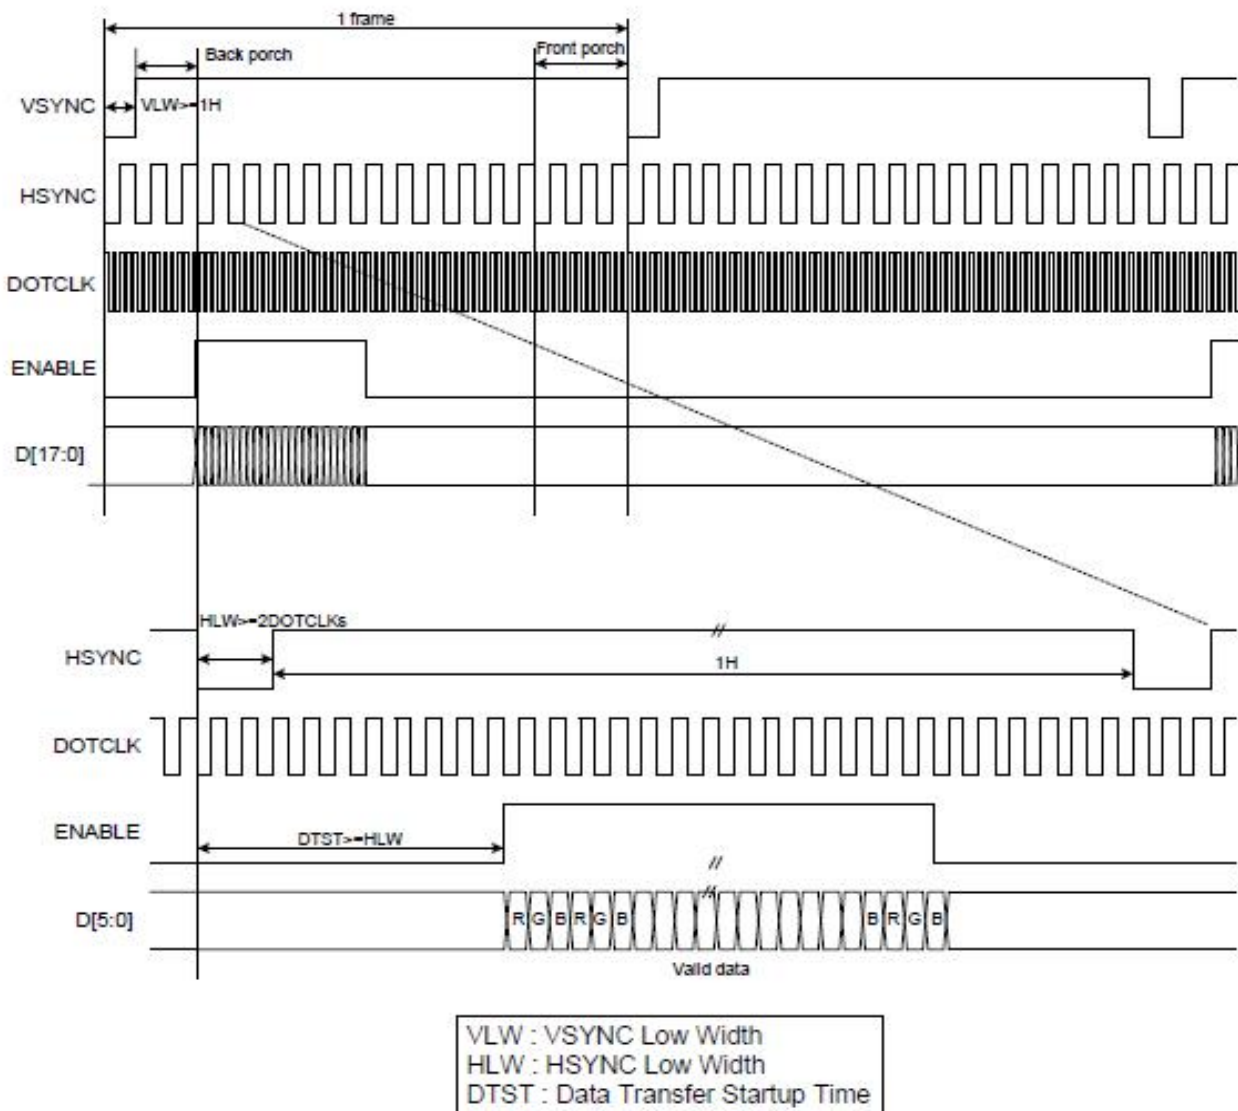 1 frame
Back porch
Front porch
VSYNC
VLW>=1H
HSYNC
DOTCLK
ENABLE
D[17:0]
HLW>=2DOTCLKs
HSYNC
1H
DOTCLK
ENABLE
DTST>=HLW
D[5:0]
R G B R G B B R G B
Valid data
VLW : VSYNC Low Width
HLW : HSYNC Low Width
DTST : Data Transfer Startup Time